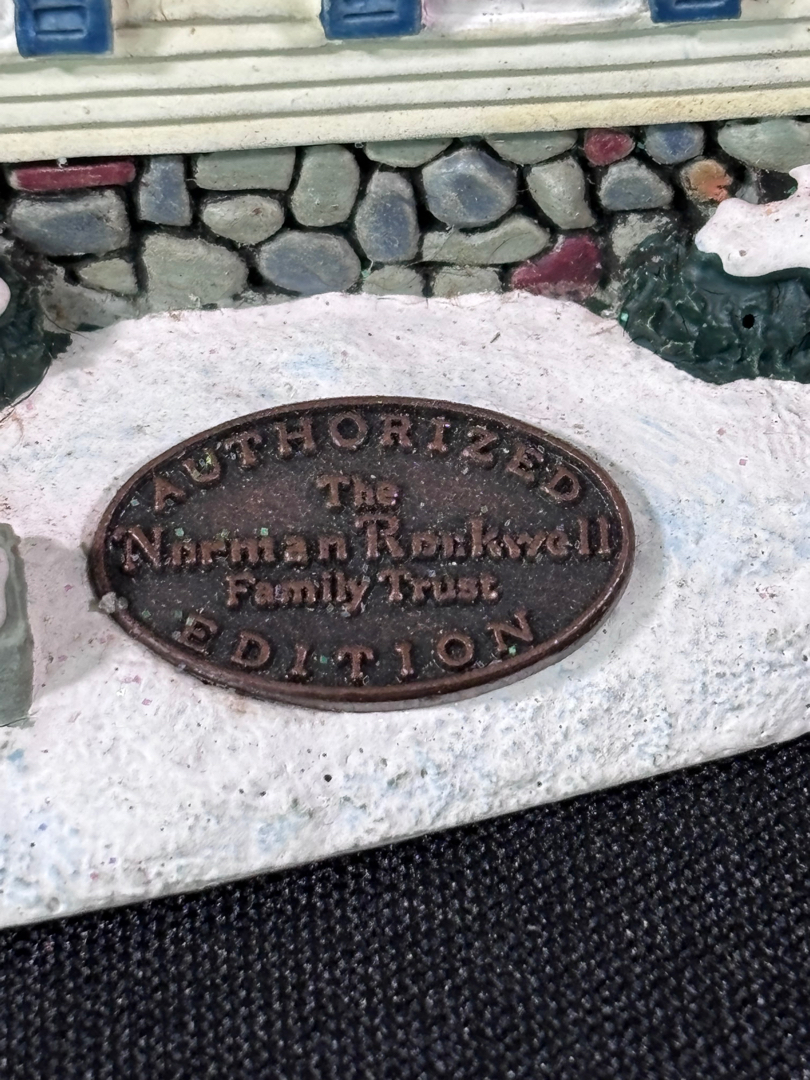 AUTHORIZED
The
Norman Rockwell
Family Trust
EDITION